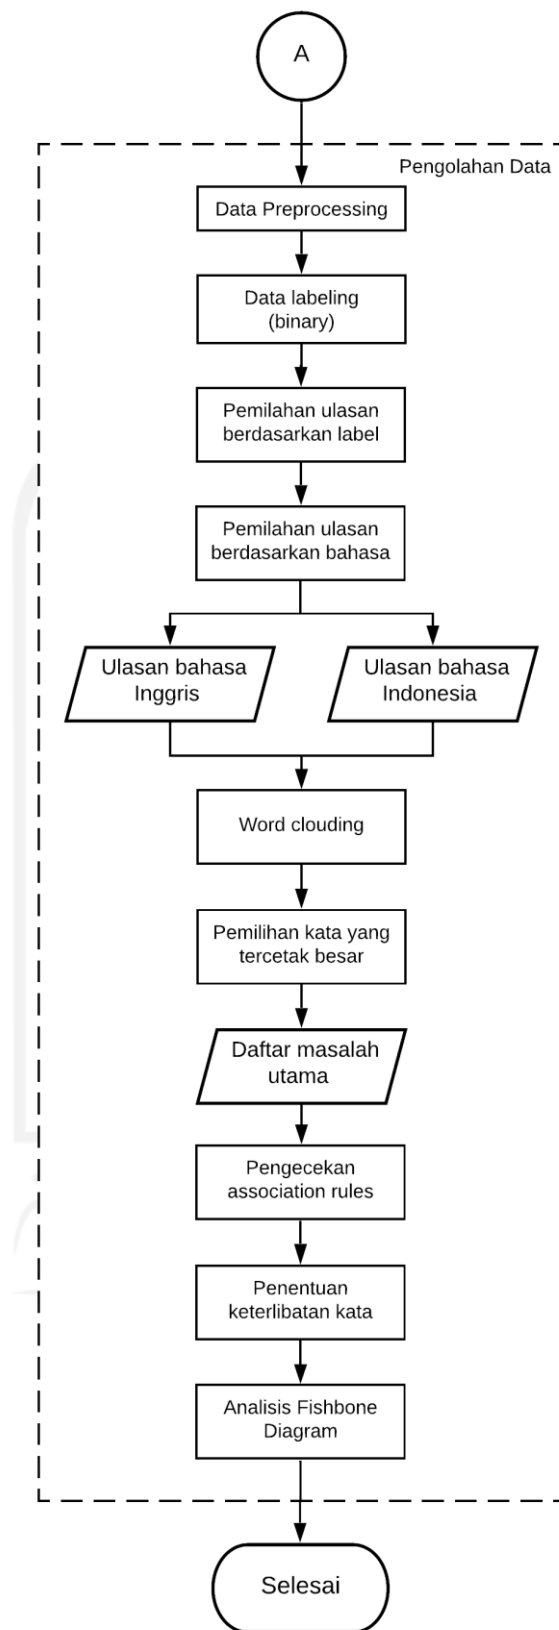 A
Pengolahan Data
Data Preprocessing
Data labeling
(binary)
Pemilahan ulasan
berdasarkan label
Pemilahan ulasan
berdasarkan bahasa
Ulasan bahasa
Inggris
Ulasan bahasa
Indonesia
Word clouding
Pemilihan kata yang
tercetak besar
Daftar masalah
utama
Pengecekan
association rules
Penentuan
keterlibatan kata
Analisis Fishbone
Diagram
Selesai